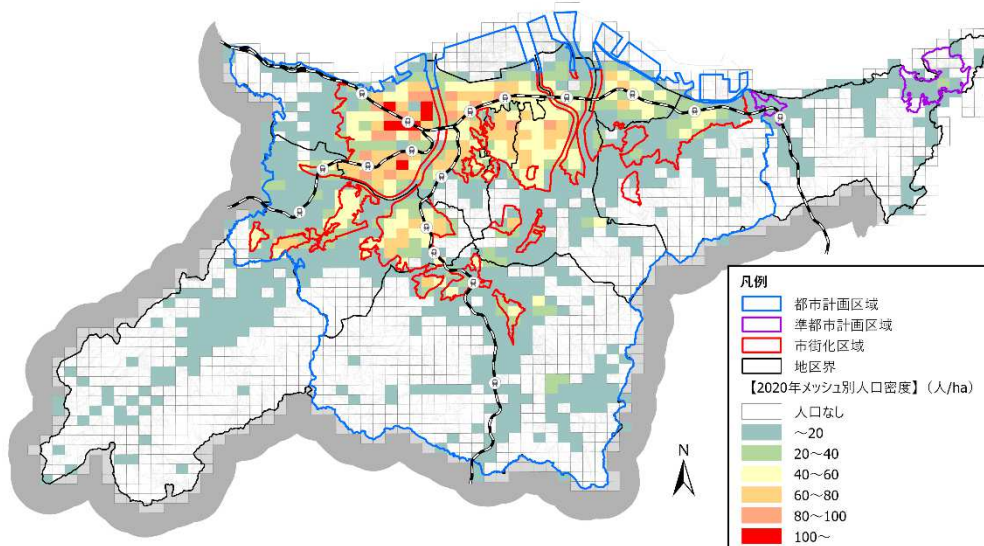 N
凡例
都市計画区域
準都市計画区域
市街化区域
地区界
【2020年メッシュ別人口密度】(人/ha)
人口なし
～20
20～40
40～60
60～80
80～100
100～